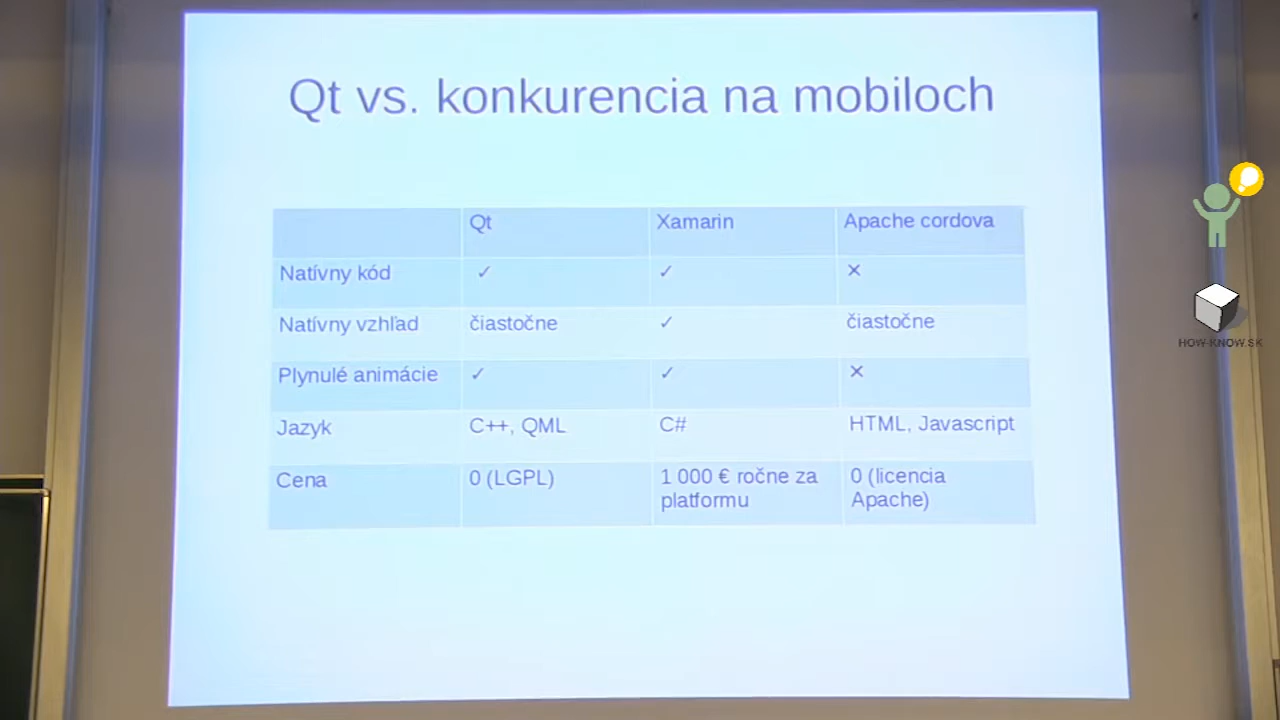 Qt vs. konkurencia na mobiloch
Qt Xamarin Apache cordova
Natívny kód ✓ ✓ ✕
Natívny vzhľad čiastočne ✓ čiastočne
Plynulé animácie ✓ ✓ ✕
Jazyk C++, QML C# HTML, Javascript
Cena 0 (LGPL) 1 000 € ročne za platformu 0 (licencia Apache)
HOW-KNOW.SK